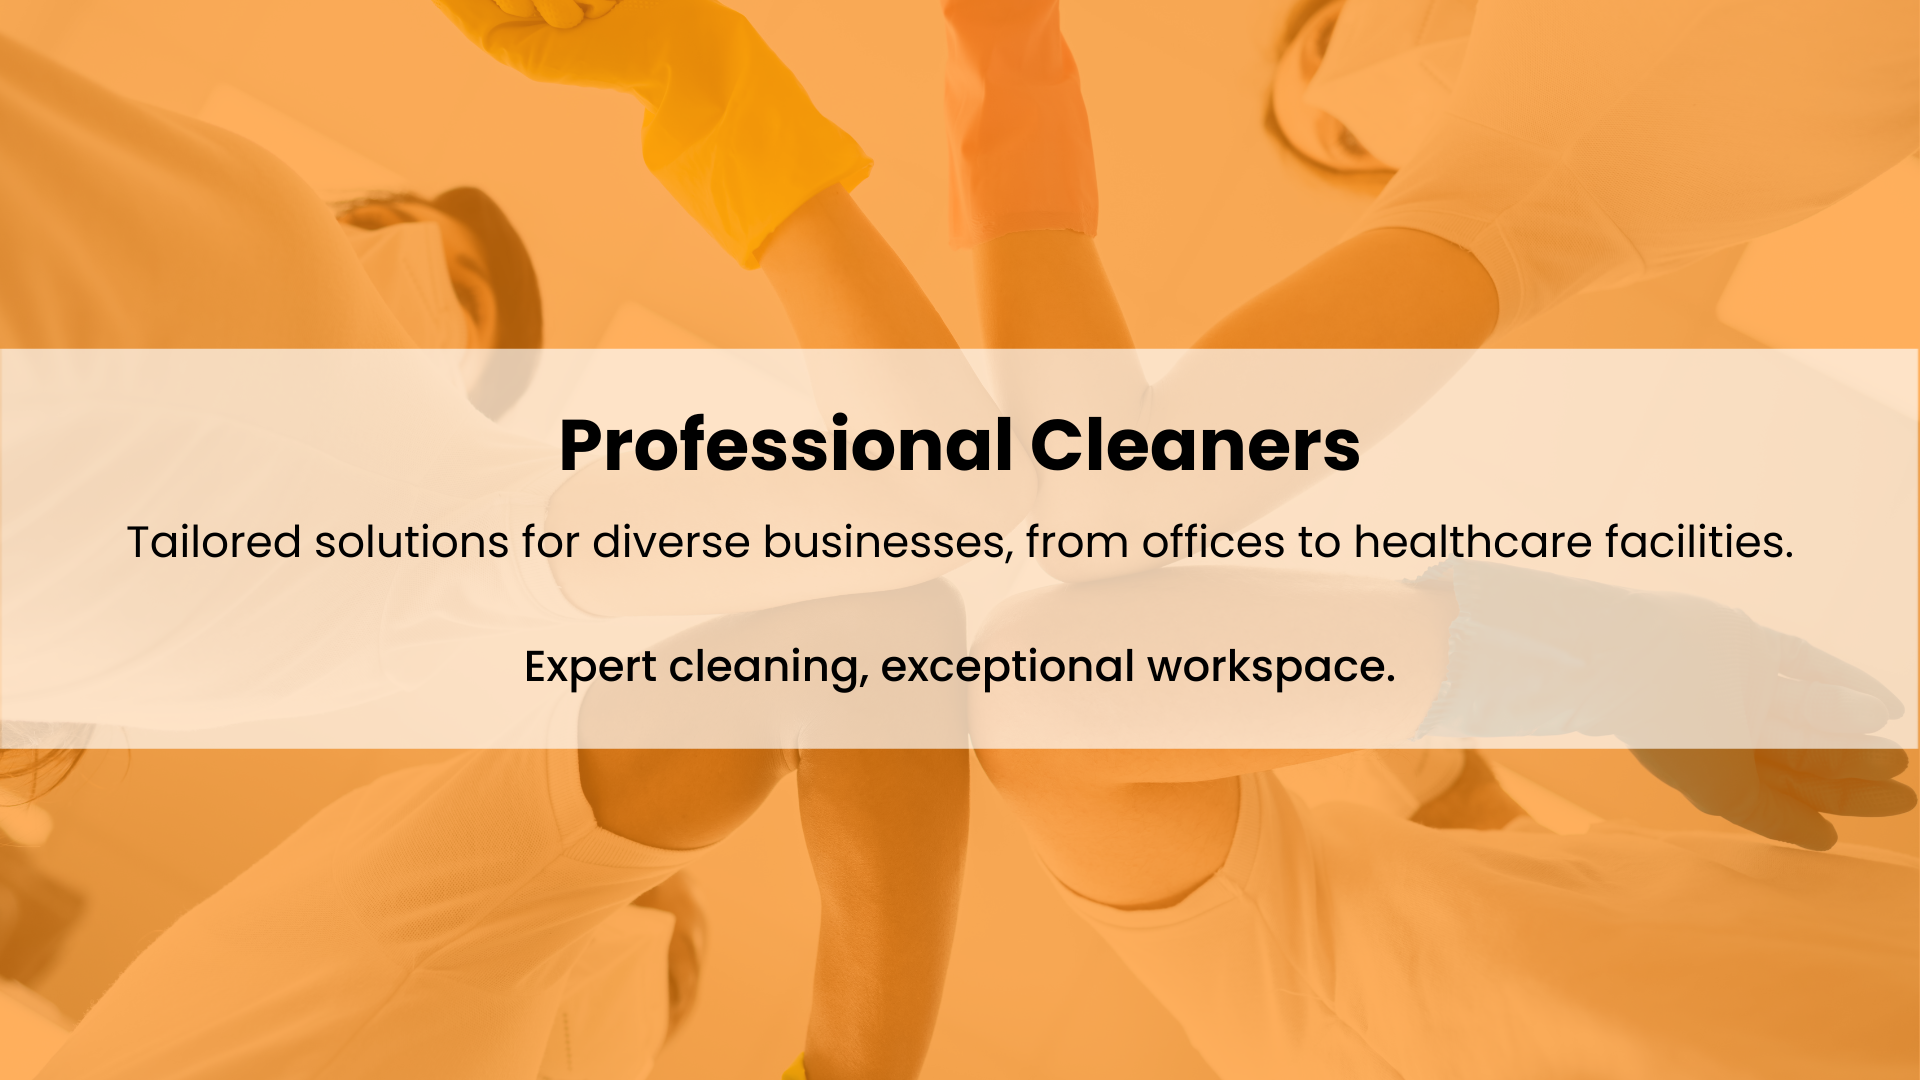 Professional Cleaners
Tailored solutions for diverse businesses, from offices to healthcare facilities.
Expert cleaning, exceptional workspace.